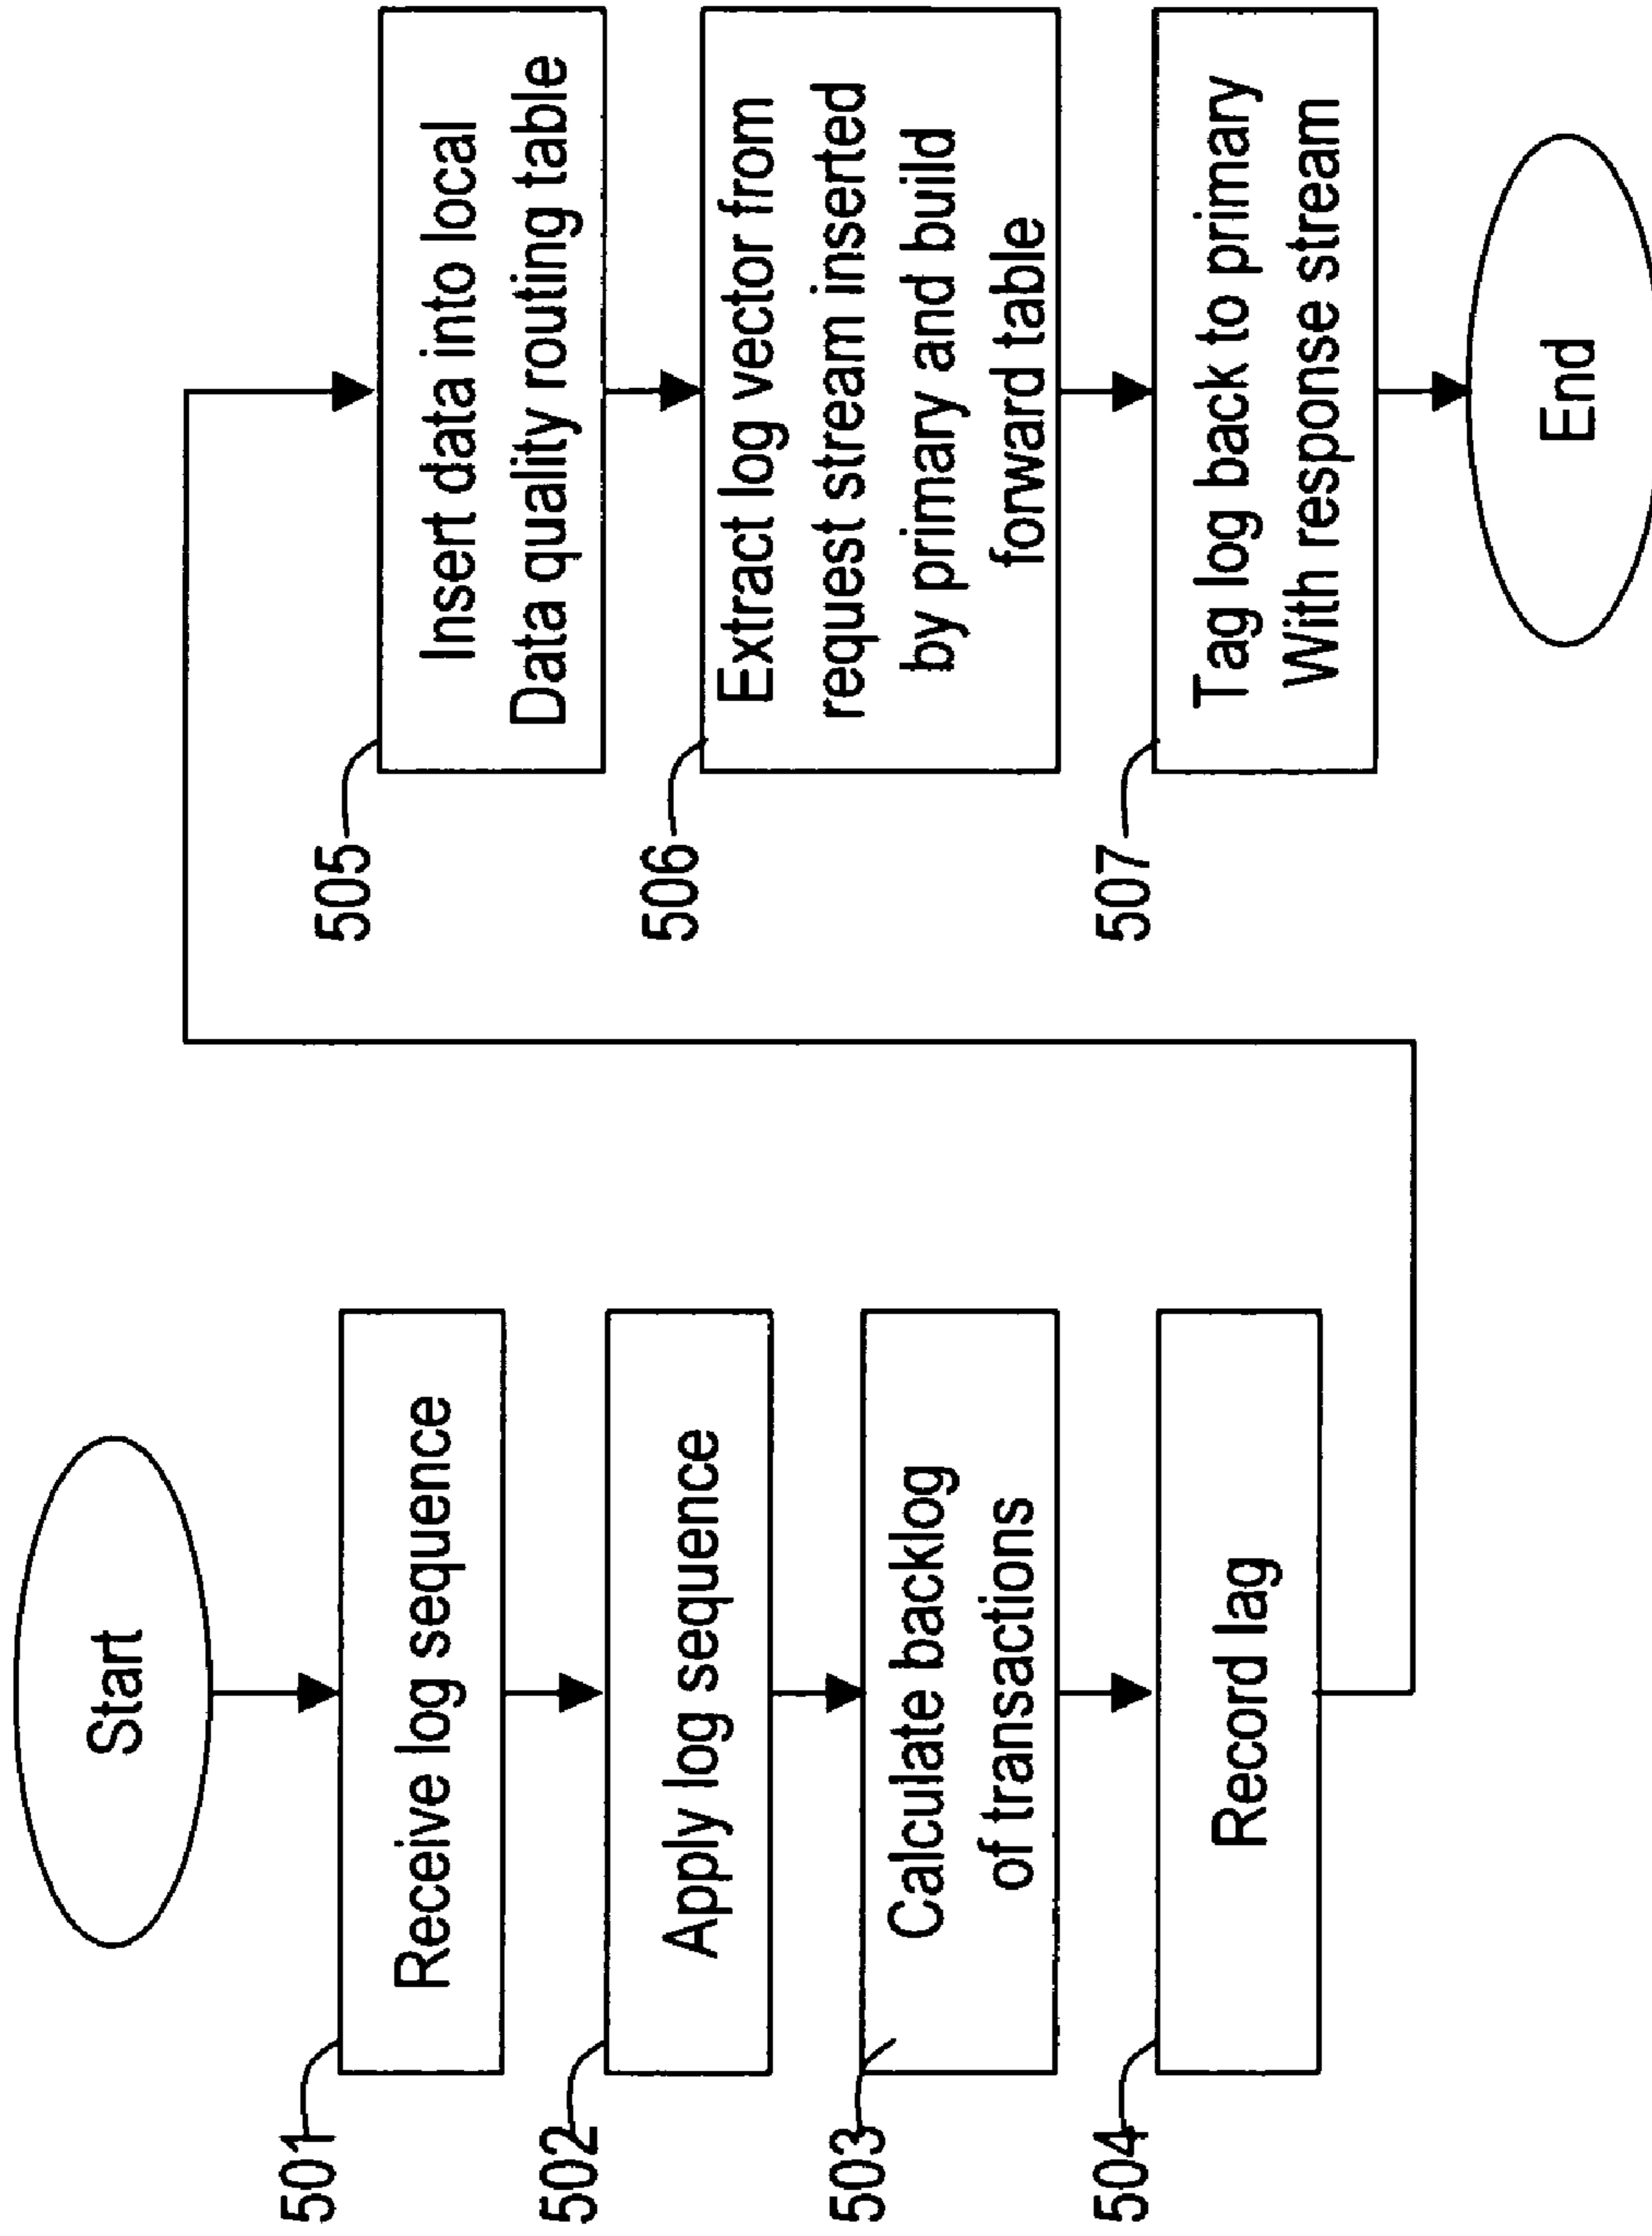 Start
501
Receive log sequence
502
Apply log sequence
503
Calculate backlog
of transactions
504
Record lag
505
Insert data into local
Data quality routing table
506
Extract log vector from
request stream inserted
by primary and build
forward table
507
Tag log back to primary
With response stream
End